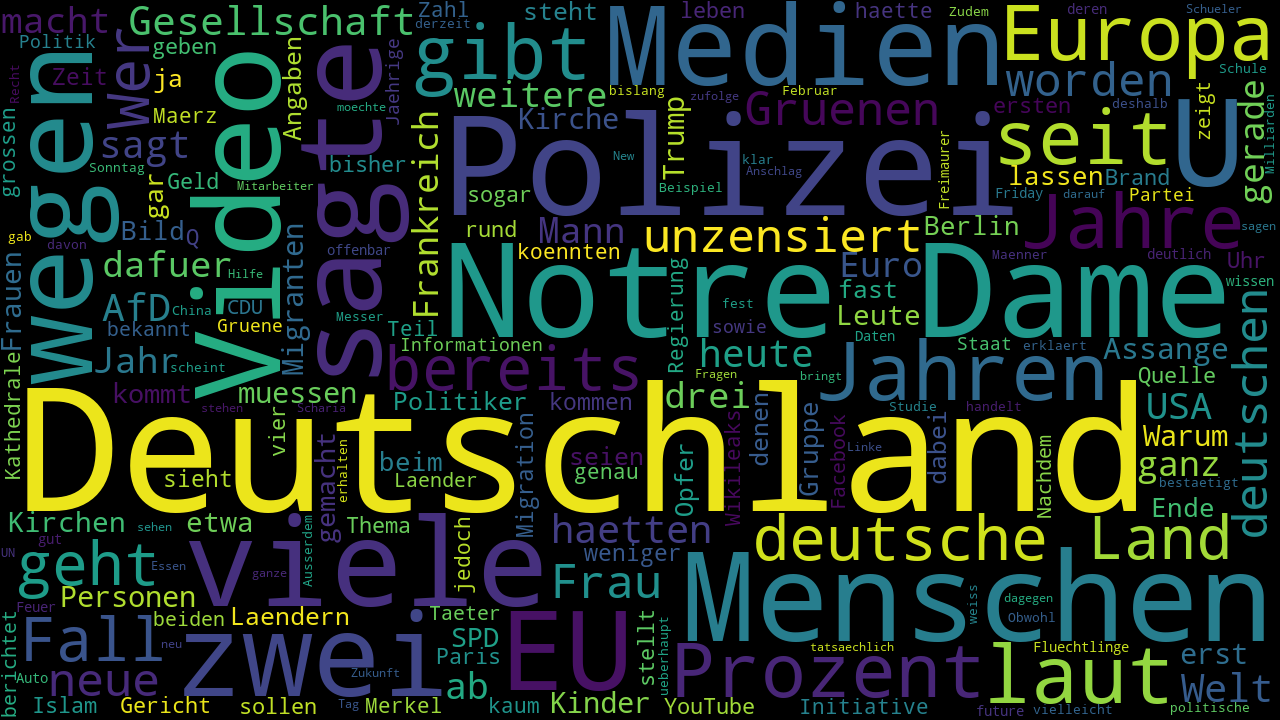 macht
Gesellschaft
Zahl
derzeit
steht
leben
haette
Zudem
deren
Schueler
Politik
geben
gibt
Medien
Europa
Recht
Zeit
ja
Wer
Angaben
Jaehrige
moechte
weitere
bislang
zufolge
Februar
worden
Schule
wegen
Maerz
Video
sagte
Kirche
Trump
Gruenen
ersten
deshalb
zeigt
U
gerade
Milliarden
grossen
sagt
Sonntag
bisher
Polizei
New
klar
Anschlag
seit
Freimaurer
lassen
Brand
Geld
Mitarbeiter
gar
sogar
Beispiel
Friday
darauf
Partei
gab
davon
Bild
Q
Migranten
offenbar
Frankreich
rund
Mann
unzensiert
Berlin
Jahre
sagen
Frauen
dafuer
Hilfe
koennten
Notre
Dame
Regierung
Euro
Maenner
deutlich
Uhr
AfD
China
CDU
Messer
fast
wissen
bekannt
Gruene
Teil
fest
sowie
Leute
Informationen
Daten
Staat
erklaert
Assange
Jahr
scheint
bereits
heute
Fragen
bringt
Jahren
Quelle
deutschen
Kathedrale
kommt
muessen
Politiker
kommen
drei
denen
Studie
handelt
USA
stehen
Scharia
vier
Deutschland
Wikileaks
Gruppe
Facebook
dabei
Linke
Warum
gemacht
erhalten
beim
Migration
seien
Opfer
Nachdem
ganz
sieht
Laender
genau
bestaetigt
Kirchen
sehen
etwa
Thema
haetten
deutsche
Land
Ende
UN
gut
Ausserdem
jedoch
weniger
geht
Essen
viele
ganze
Frau
Menschen
Personen
weiss
dagegen
Feuer
beiden
Laendern
Taeter
EU
stellt
ueberhaupt
Obwohl
berichtet
Fall
neu
zwei
SPD
Paris
tatsaechlich
Fluechtlinge
erst
Auto
neue
Zukunft
ab
Prozent
laut
Welt
Islam
Gericht
sollen
Tag
Merkel
kaum
Kinder
YouTube
Initiative
future
vielleicht
politische